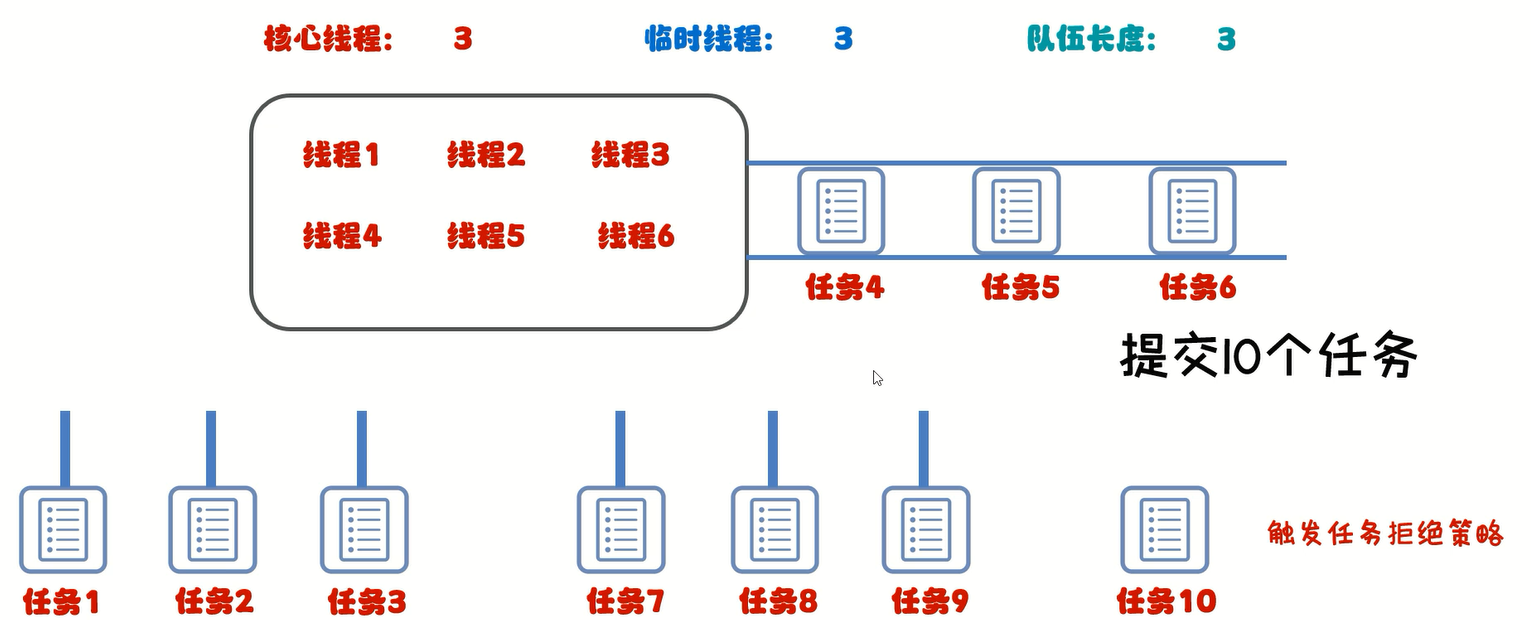 核心线程: 3 临时线程: 3 队伍长度: 3
线程1 线程2 线程3
线程4 线程5 线程6
任务4 任务5 任务6
提交10个任务
触发任务拒绝策略
任务1 任务2 任务3 任务7 任务8 任务9 任务10